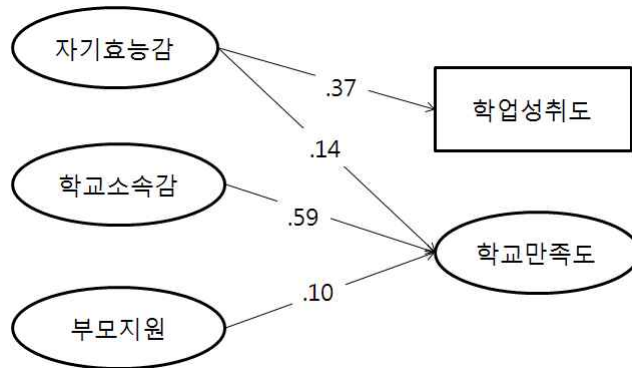 자기효능감
.37
학업성취도
.14
학교소속감
.59
학교만족도
.10
부모지원